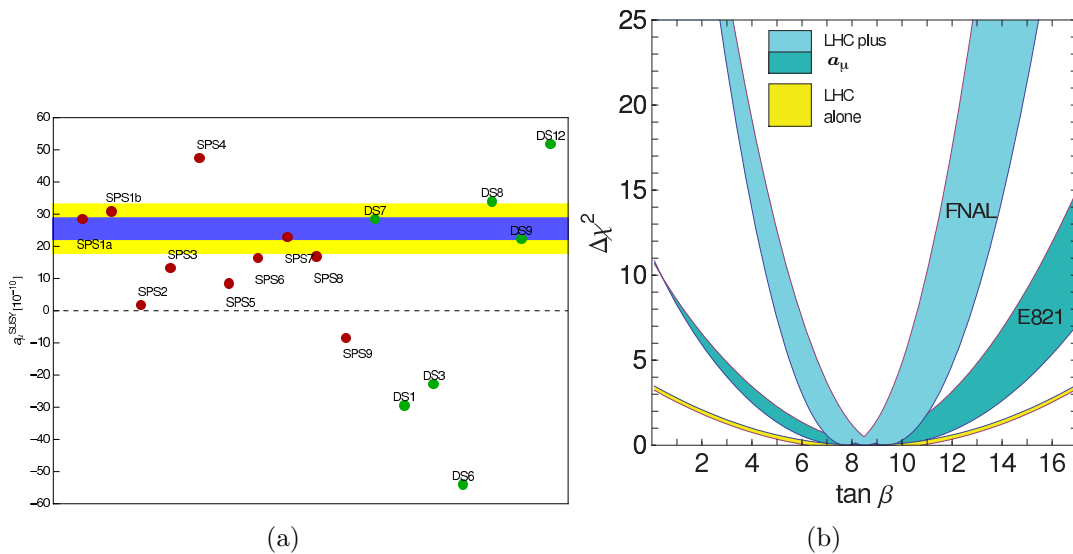 60
50
40
30
20
10
0
−10
−20
−30
−40
−50
−60
a_μ^SUSY [10^−10]
SPS1a
SPS1b
SPS2
SPS3
SPS4
SPS5
SPS6
SPS7
SPS8
SPS9
DS1
DS3
DS6
DS7
DS8
DS9
DS12
(a)
25
20
15
10
5
0
Δχ²
LHC plus
a_μ
LHC
alone
FNAL
E821
2 4 6 8 10 12 14 16
tan β
(b)